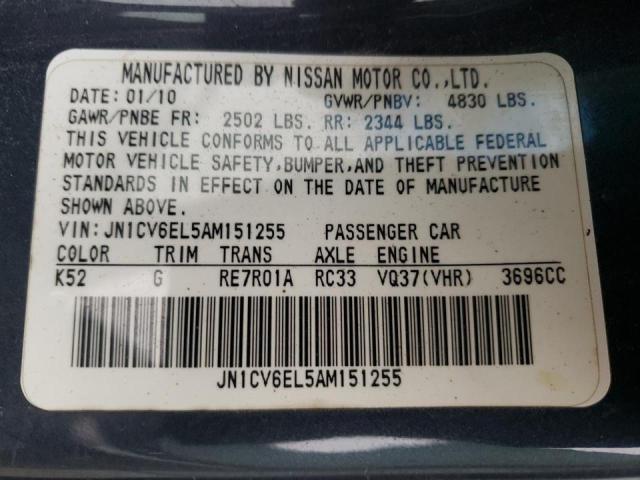 MANUFACTURED BY NISSAN MOTOR CO.,LTD.
DATE: 01/10 GVWR/PNBV: 4830 LBS.
GAWR/PNBE FR: 2502 LBS. RR: 2344 LBS.
THIS VEHICLE CONFORMS TO ALL APPLICABLE FEDERAL
MOTOR VEHICLE SAFETY,BUMPER,AND THEFT PREVENTION
STANDARDS IN EFFECT ON THE DATE OF MANUFACTURE
SHOWN ABOVE.
VIN:JN1CV6EL5AM151255 PASSENGER CAR
COLOR TRIM TRANS AXLE ENGINE
K52 G RE7R01A RC33 VQ37(VHR) 3696CC
JN1CV6EL5AM151255